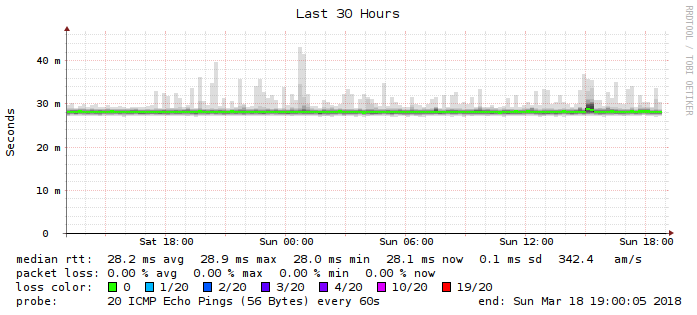 Last 30 Hours
RRDTOOL / TOBI OETIKER
Seconds
40 m
30 m
20 m
10 m
0
Sat 18:00 Sun 00:00 Sun 06:00 Sun 12:00 Sun 18:00
median rtt: 28.2 ms avg 28.9 ms max 28.0 ms min 28.1 ms now 0.1 ms sd 342.4 am/s
packet loss: 0.00 % avg 0.00 % max 0.00 % min 0.00 % now
loss color: 0 1/20 2/20 3/20 4/20 10/20 19/20
probe: 20 ICMP Echo Pings (56 Bytes) every 60s end: Sun Mar 18 19:00:05 2018